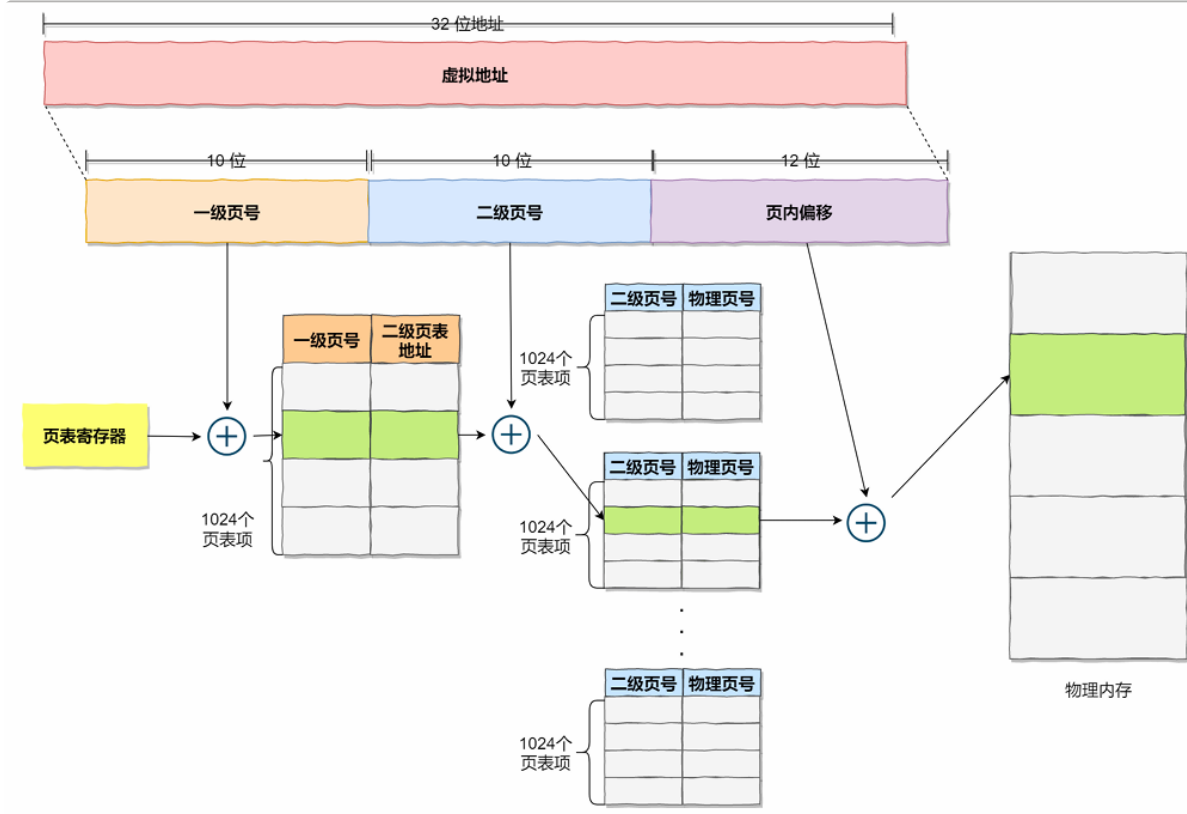 32 位地址
虚拟地址
10 位
10 位
12 位
一级页号
二级页号
页内偏移
页表寄存器
一级页号
二级页表
地址
1024个
页表项
二级页号
物理页号
1024个
页表项
二级页号
物理页号
1024个
页表项
.
.
.
二级页号
物理页号
1024个
页表项
物理内存